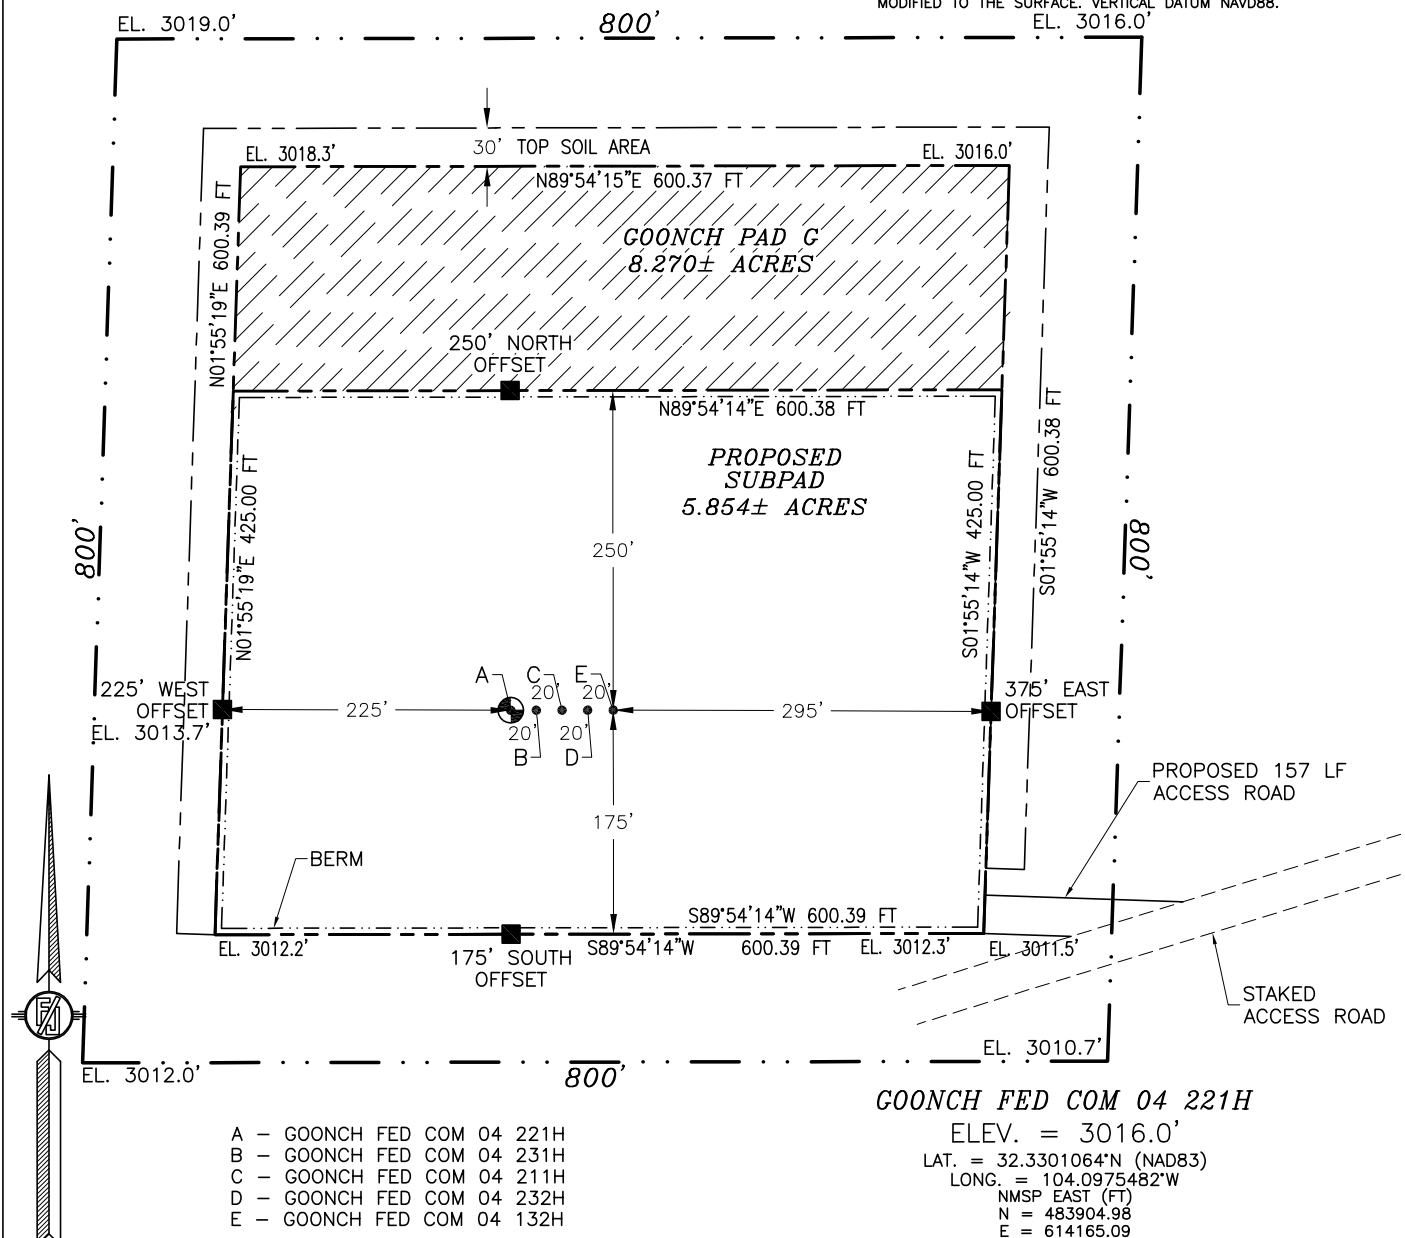 MODIFIED TO THE SURFACE. VERTICAL DATUM NAVD88.
EL. 3019.0'
800'
EL. 3016.0'
30' TOP SOIL AREA
EL. 3018.3'
EL. 3016.0'
N89°54'15"E 600.37 FT
N01°55'19"E 600.39 FT
GOONCH PAD G
8.270± ACRES
250' NORTH
OFFSET
N89°54'14"E 600.38 FT
S01°55'14"W 600.38 FT
PROPOSED
SUBPAD
5.854± ACRES
N01°55'19"E 425.00 FT
S01°55'14"W 425.00 FT
800'
800'
250'
A
C
E
20'
20'
225' WEST
OFFSET
EL. 3013.7'
225'
295'
375' EAST
OFFSET
20'
20'
B
D
PROPOSED 157 LF
ACCESS ROAD
175'
BERM
S89°54'14"W 600.39 FT
EL. 3012.2'
175' SOUTH
OFFSET
S89°54'14"W 600.39 FT
EL. 3012.3'
EL. 3011.5'
STAKED
ACCESS ROAD
FJ
EL. 3012.0'
800'
EL. 3010.7'
A - GOONCH FED COM 04 221H
B - GOONCH FED COM 04 231H
C - GOONCH FED COM 04 211H
D - GOONCH FED COM 04 232H
E - GOONCH FED COM 04 132H
GOONCH FED COM 04 221H
ELEV. = 3016.0'
LAT. = 32.3301064°N (NAD83)
LONG. = 104.0975482°W
NMSP EAST (FT)
N = 483904.98
E = 614165.09